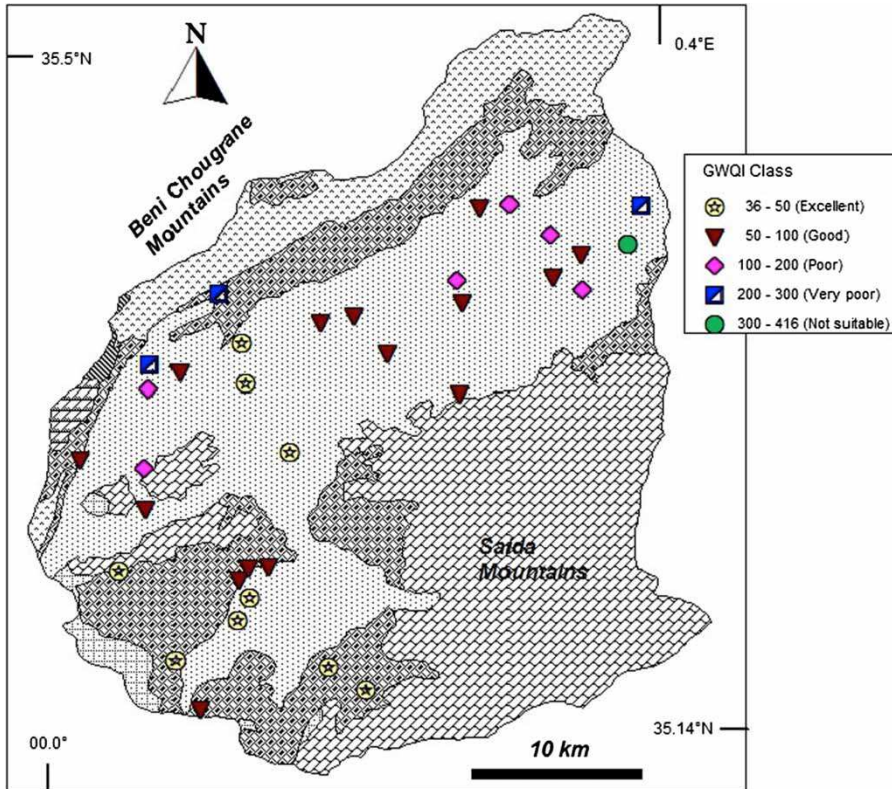 N
35.5°N
0.4°E
Beni Chougrane
Mountains
GWQI Class
36 - 50 (Excellent)
50 - 100 (Good)
100 - 200 (Poor)
200 - 300 (Very poor)
300 - 416 (Not suitable)
Saida
Mountains
00.0°
10 km
35.14°N